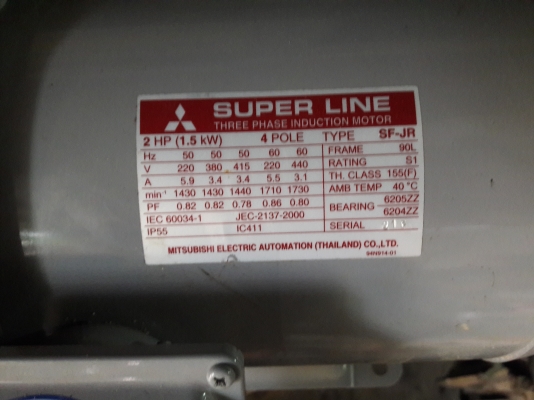 SUPER LINE
THREE PHASE INDUCTION MOTOR
2 HP (1.5 kW) 4 POLE TYPE SF-JR
Hz 50 50 50 60 60 FRAME 90L
V 220 380 415 220 440 RATING S1
A 5.9 3.4 3.4 5.5 3.1 TH. CLASS 155(F)
min-1 1430 1430 1440 1710 1730 AMB TEMP 40 °C
PF 0.82 0.82 0.78 0.86 0.80 BEARING 6205ZZ
IEC 60034-1 JEC-2137-2000 6204ZZ
IP55 IC411 SERIAL
MITSUBISHI ELECTRIC AUTOMATION (THAILAND) CO.,LTD.